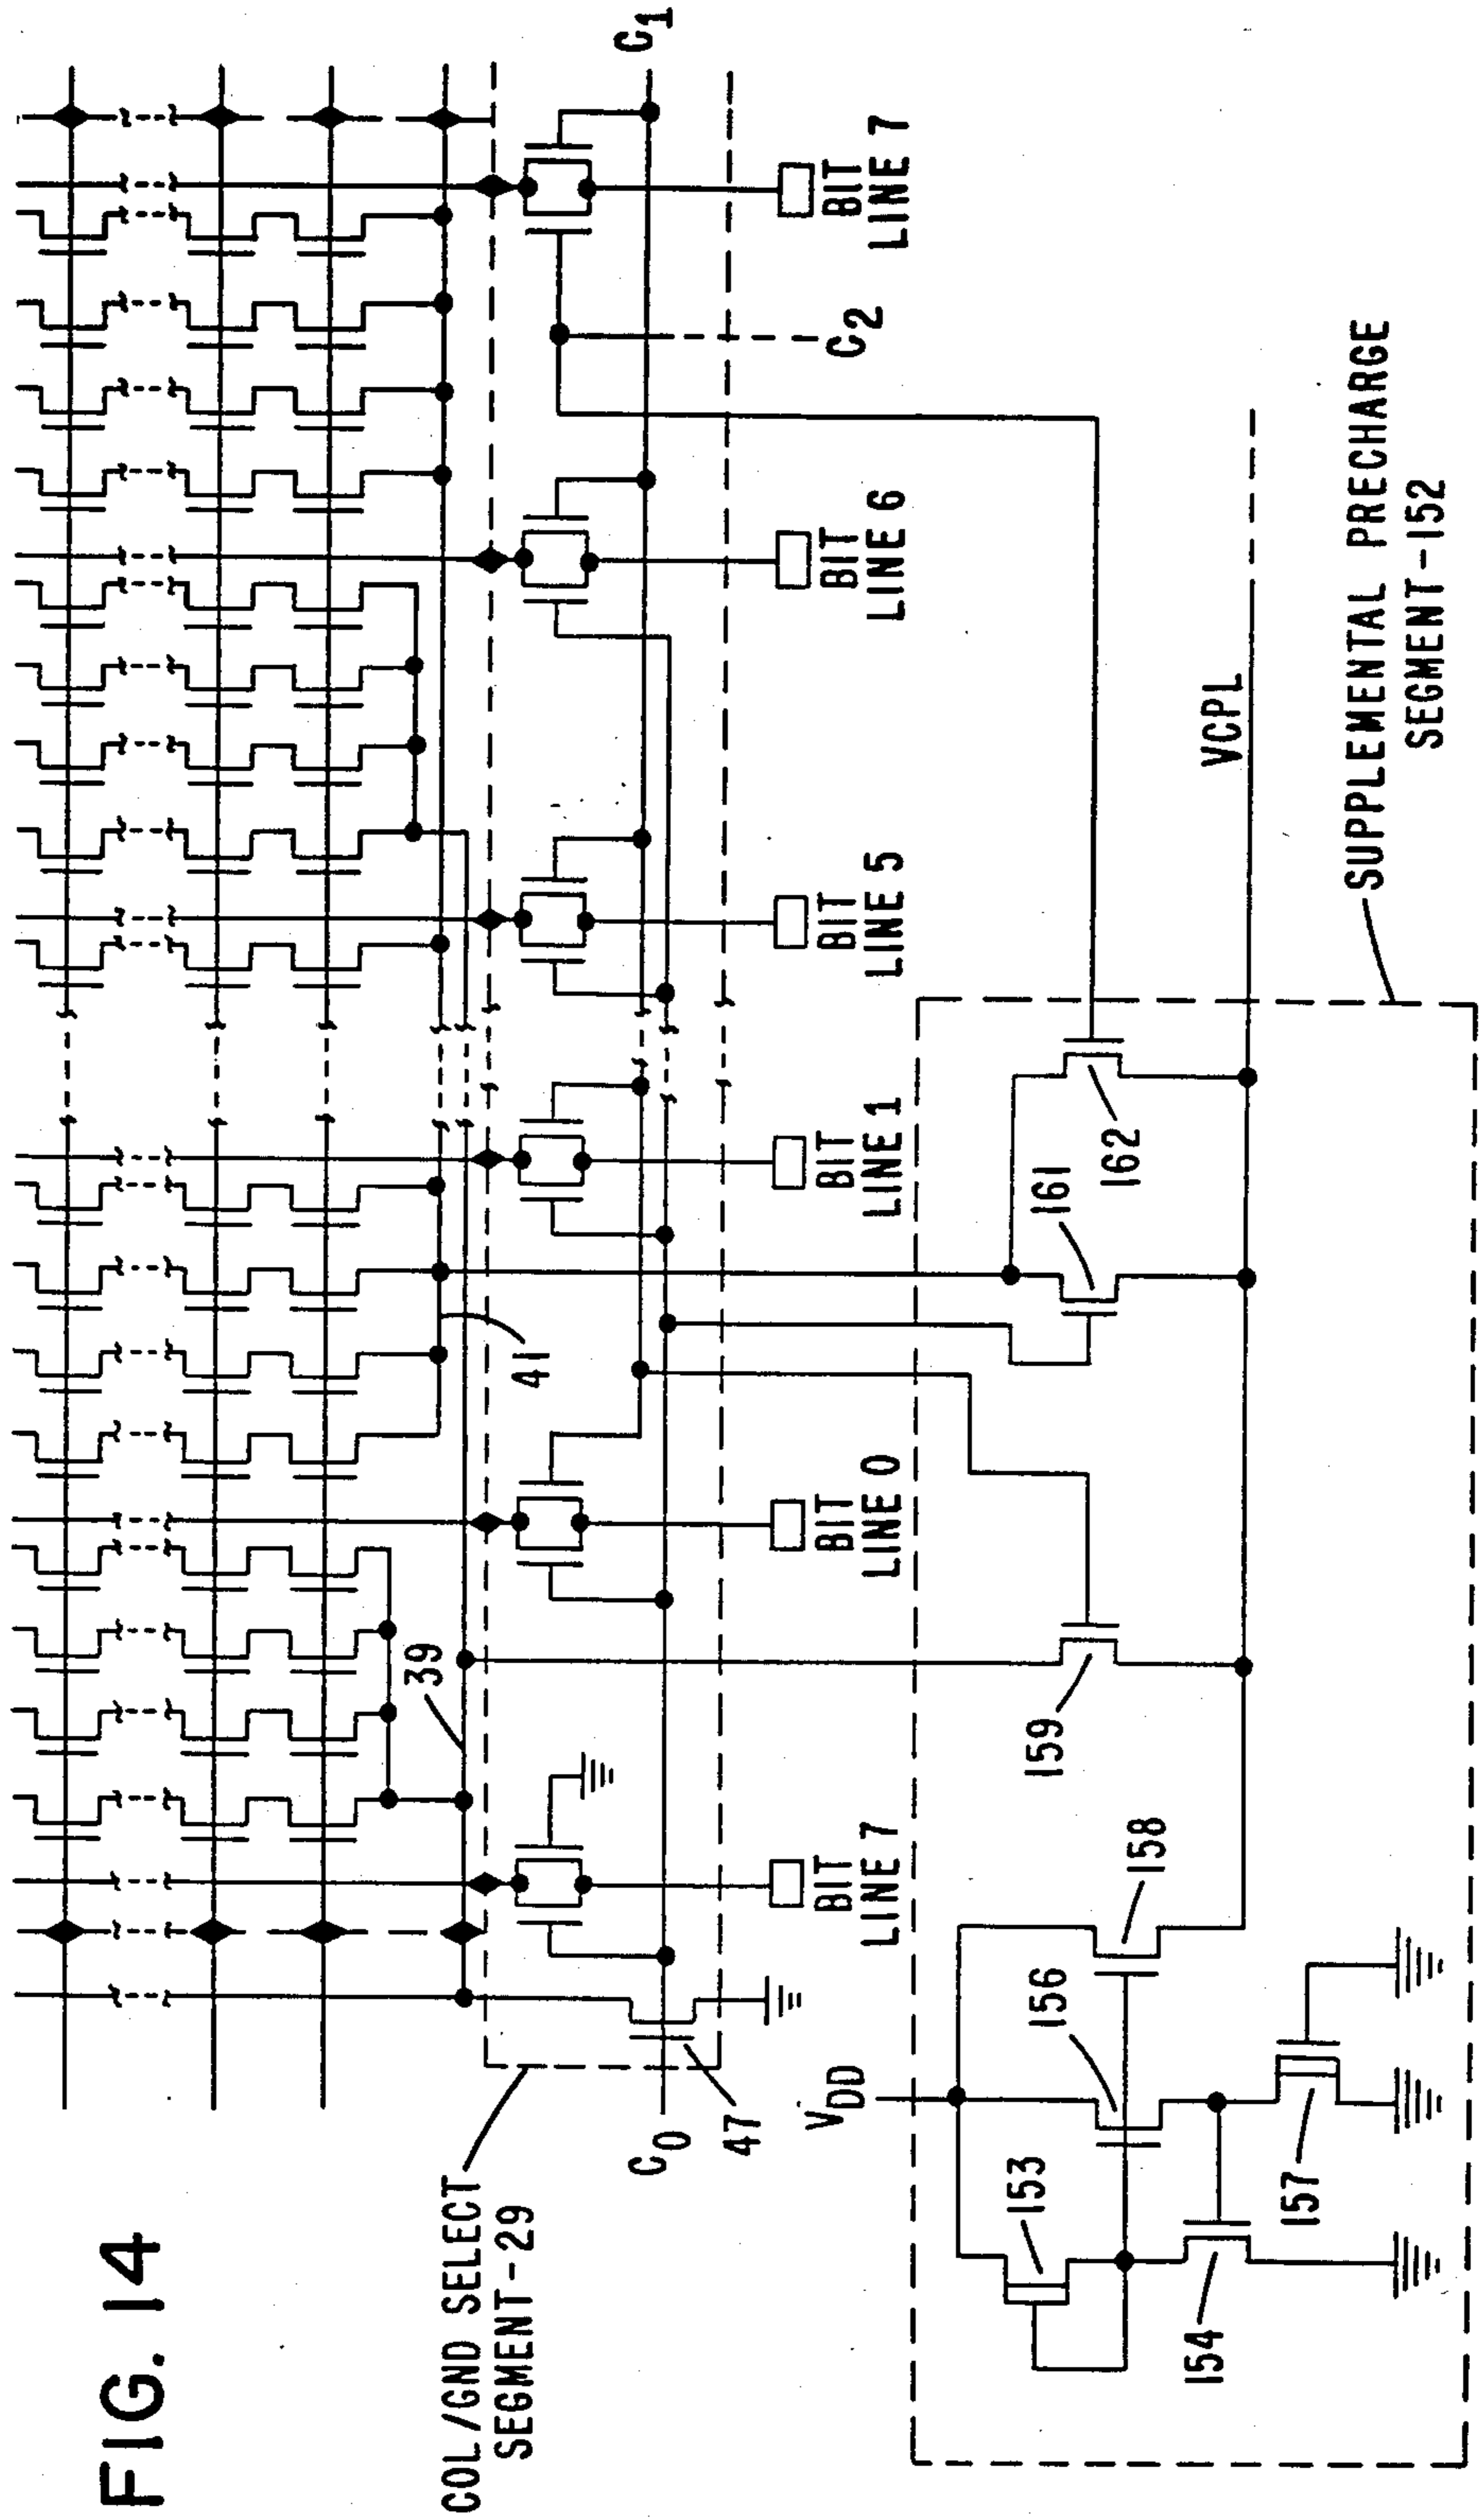 FIG. 14
COL/GND SELECT
SEGMENT-29
39
41
C0
47
C1
C2
BIT
LINE 7
BIT
LINE 0
BIT
LINE 1
BIT
LINE 5
BIT
LINE 6
BIT
LINE 7
VDD
153
154
156
157
158
159
161
162
VCPL
SUPPLEMENTAL PRECHARGE
SEGMENT-152